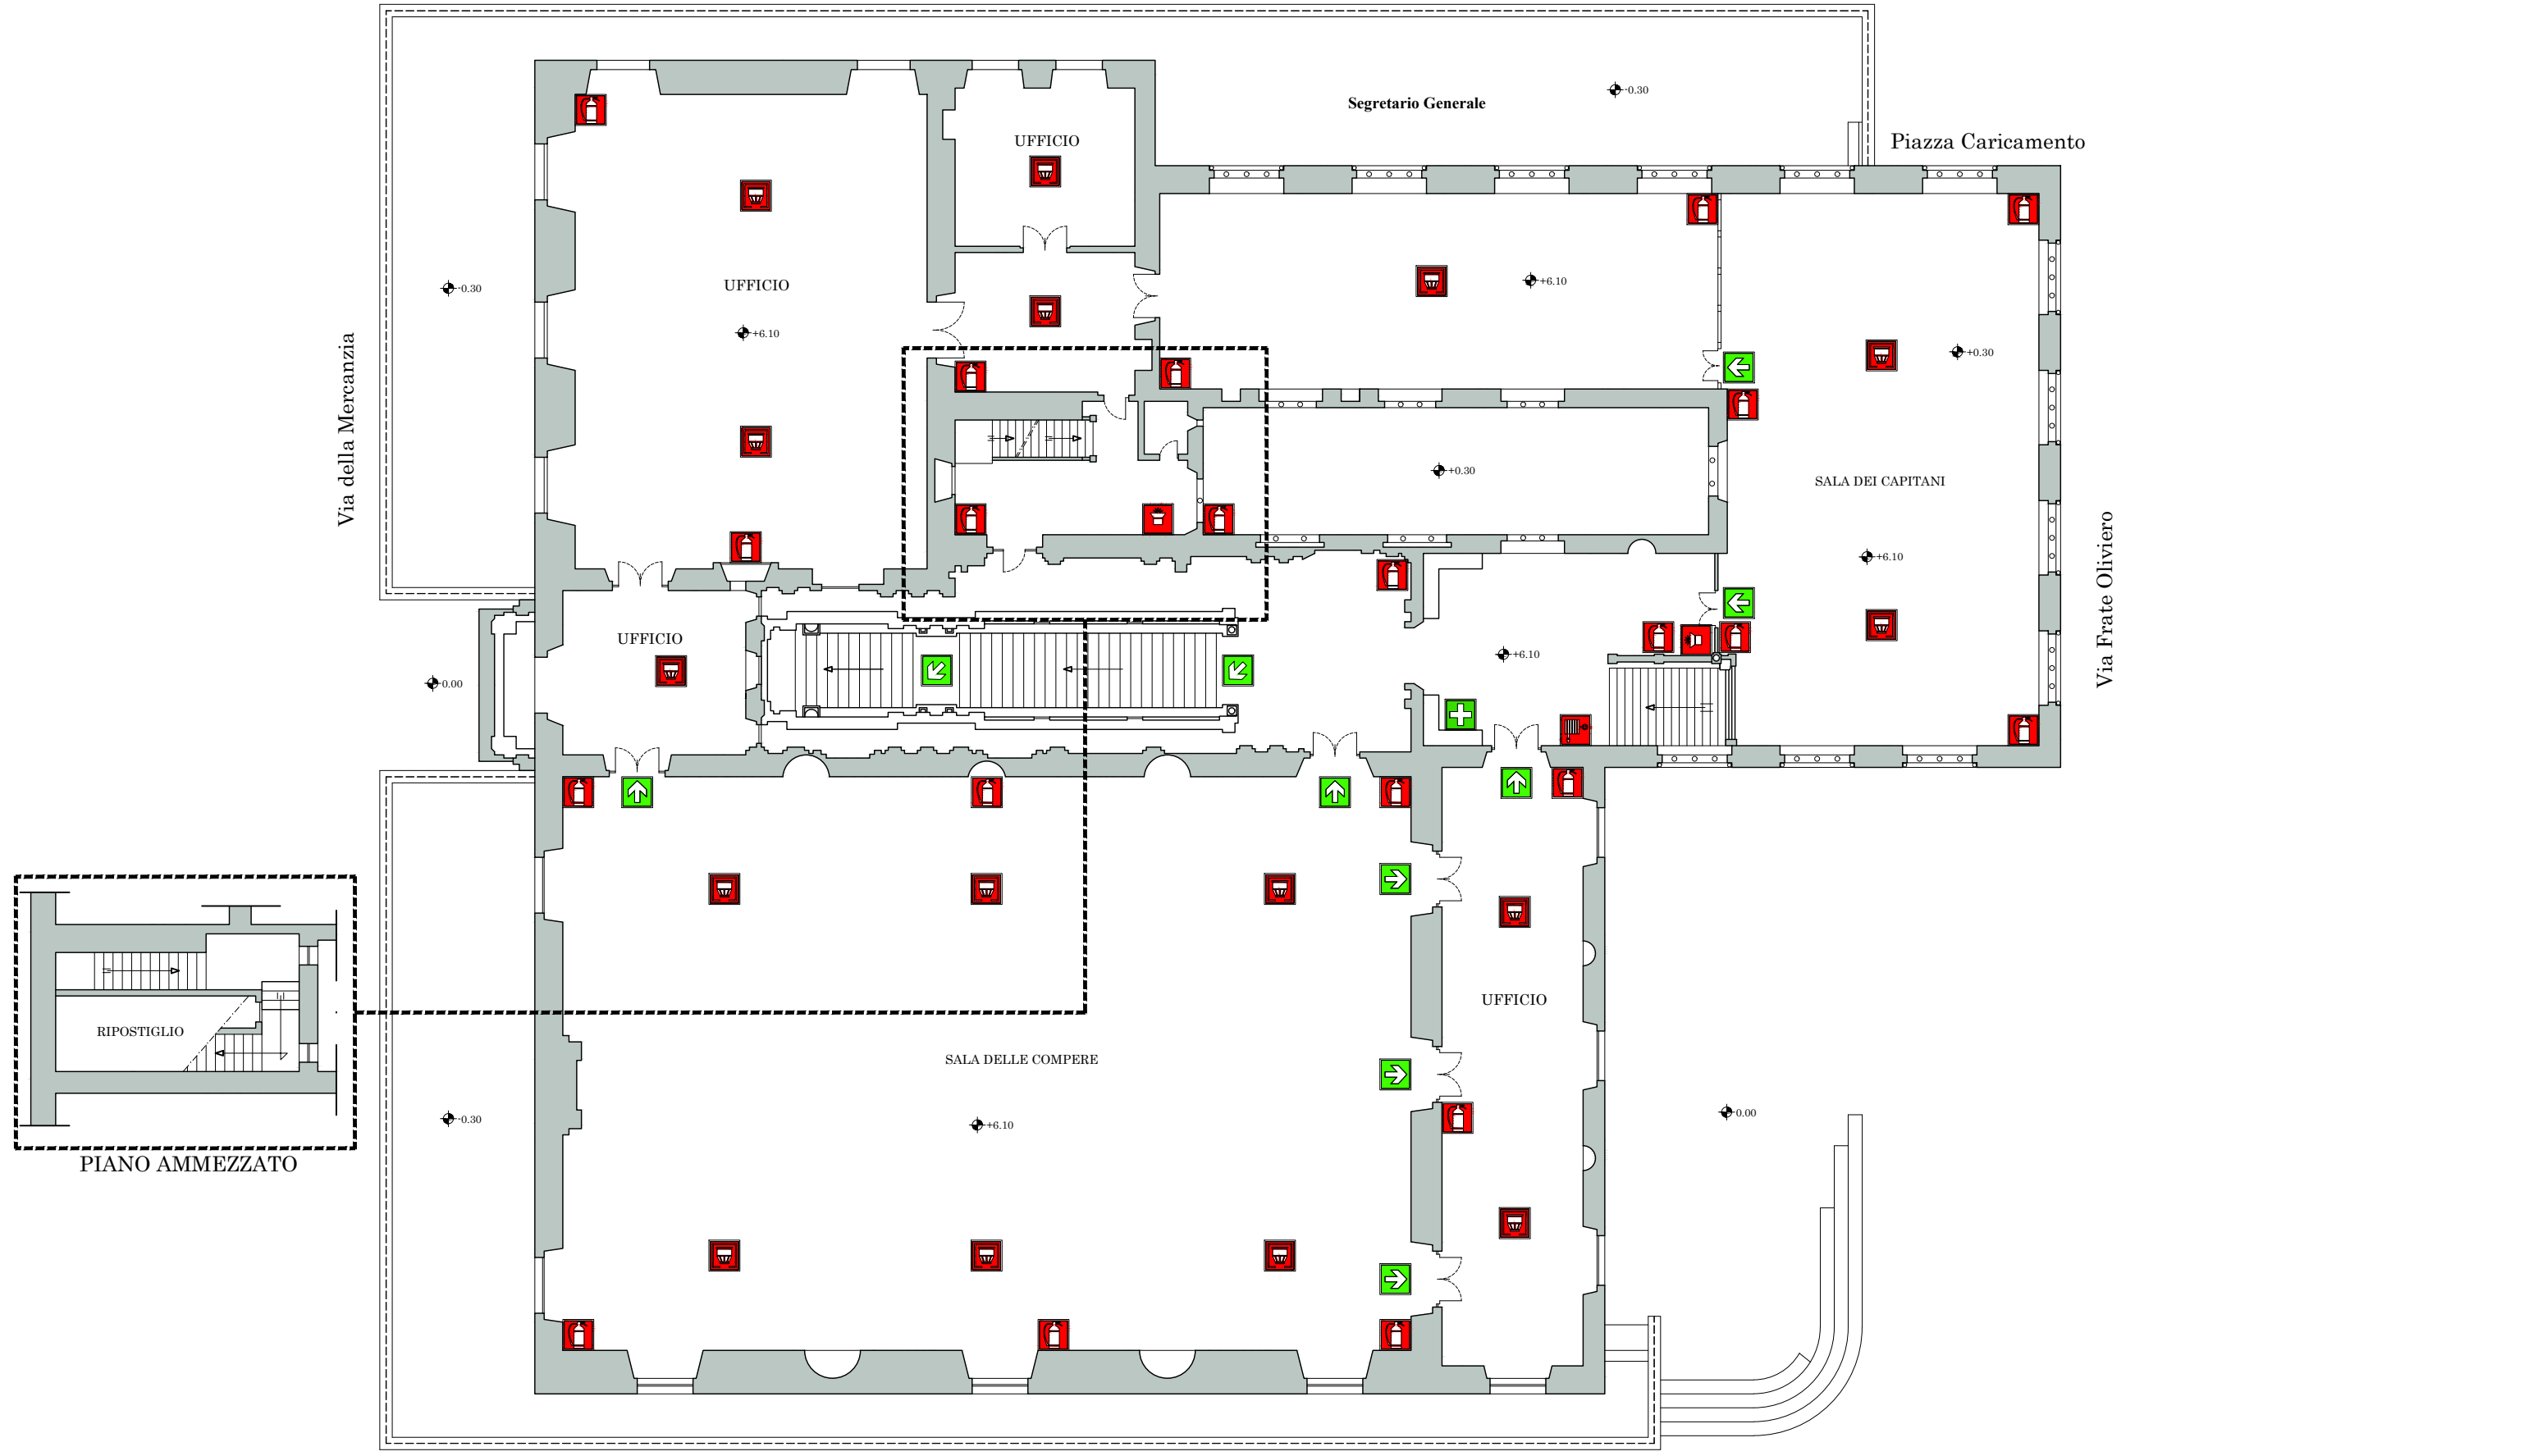 -0.30
Segretario Generale
Piazza Caricamento
UFFICIO
-0.30
UFFICIO
+6.10
+6.10
+0.30
Via della Mercanzia
+0.30
SALA DEI CAPITANI
+6.10
Via Frate Oliviero
UFFICIO
+6.10
0.00
UFFICIO
RIPOSTIGLIO
PIANO AMMEZZATO
SALA DELLE COMPERE
-0.30
+6.10
0.00